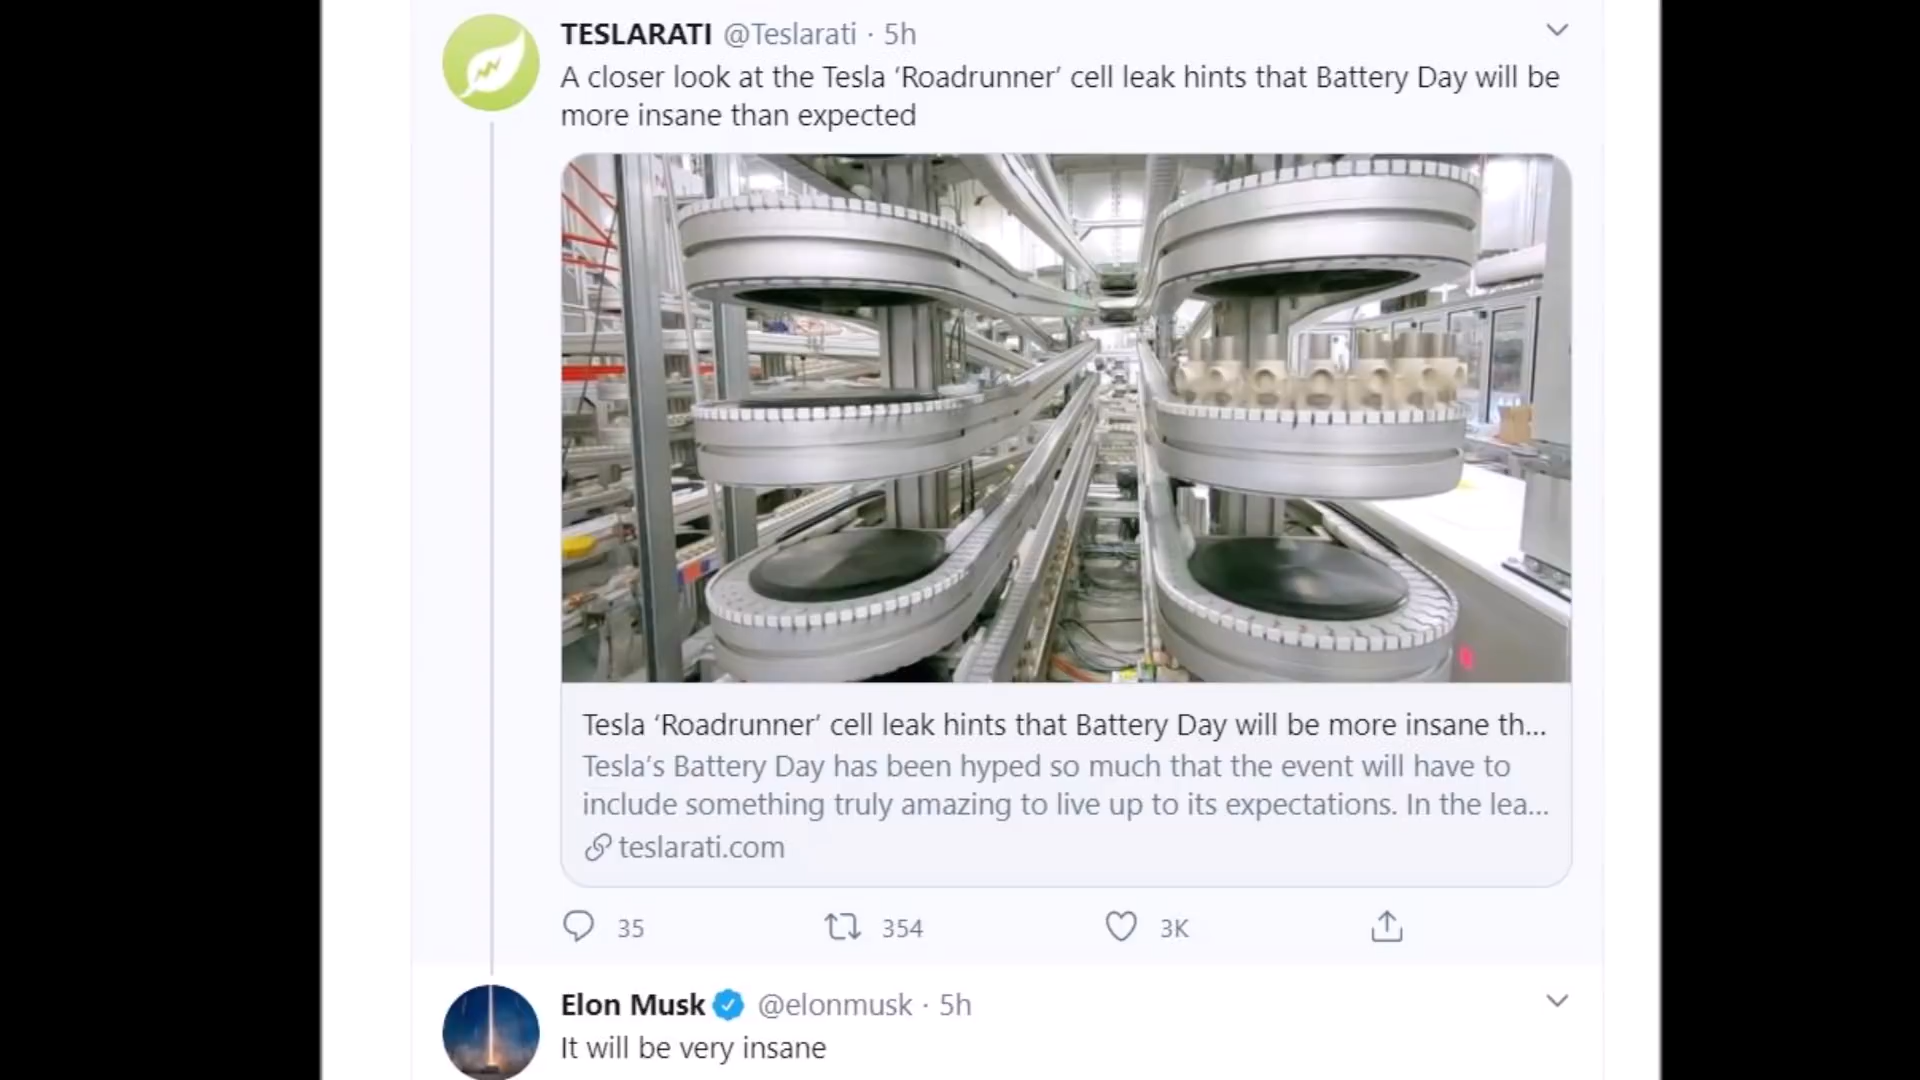 TESLARATI @Teslarati · 5h
A closer look at the Tesla ‘Roadrunner’ cell leak hints that Battery Day will be
more insane than expected
Tesla ‘Roadrunner’ cell leak hints that Battery Day will be more insane th...
Tesla’s Battery Day has been hyped so much that the event will have to
include something truly amazing to live up to its expectations. In the lea...
teslarati.com
35 354 3K
Elon Musk @elonmusk · 5h
It will be very insane